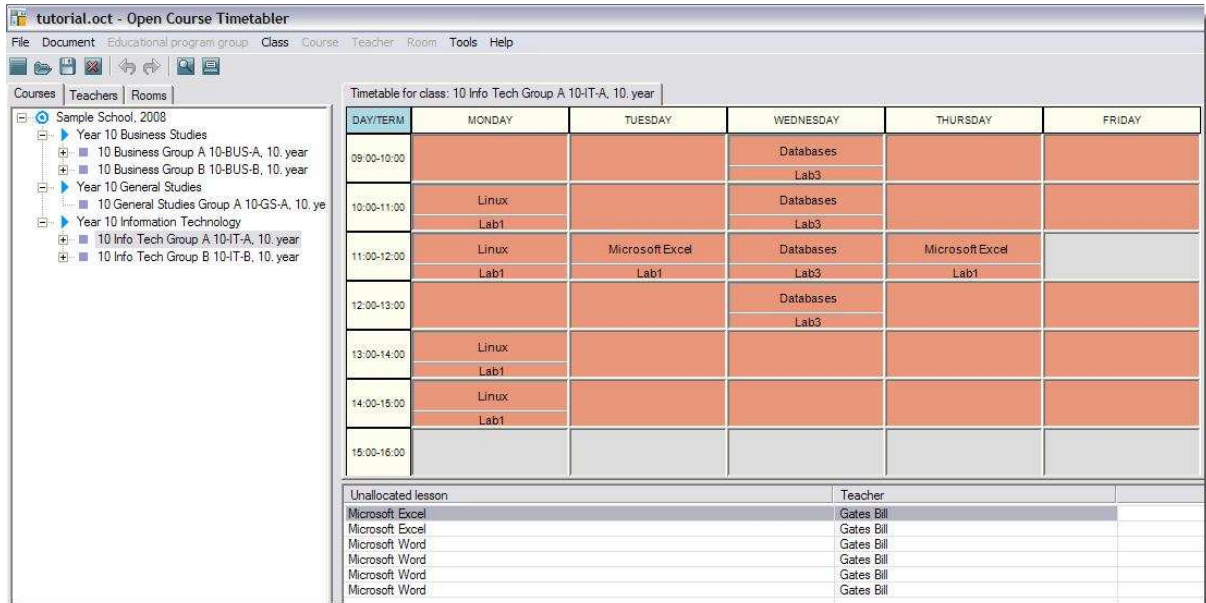 tutorial.oct - Open Course Timetabler
File Document Educational program group Class Course Teacher Room Tools Help
Courses Teachers Rooms
Sample School, 2008
Year 10 Business Studies
10 Business Group A 10-BUS-A, 10. year
10 Business Group B 10-BUS-B, 10. year
Year 10 General Studies
10 General Studies Group A 10-GS-A, 10. ye
Year 10 Information Technology
10 Info Tech Group A 10-IT-A, 10. year
10 Info Tech Group B 10-IT-B, 10. year
Timetable for class: 10 Info Tech Group A 10-IT-A, 10. year
DAY/TERM MONDAY TUESDAY WEDNESDAY THURSDAY FRIDAY
09:00-10:00 Databases
Lab3
10:00-11:00 Linux Databases
Lab1 Lab3
11:00-12:00 Linux Microsoft Excel Databases Microsoft Excel
Lab1 Lab1 Lab3 Lab1
12:00-13:00 Databases
Lab3
13:00-14:00 Linux
Lab1
14:00-15:00 Linux
Lab1
15:00-16:00
Unallocated lesson Teacher
Microsoft Excel Gates Bill
Microsoft Excel Gates Bill
Microsoft Word Gates Bill
Microsoft Word Gates Bill
Microsoft Word Gates Bill
Microsoft Word Gates Bill